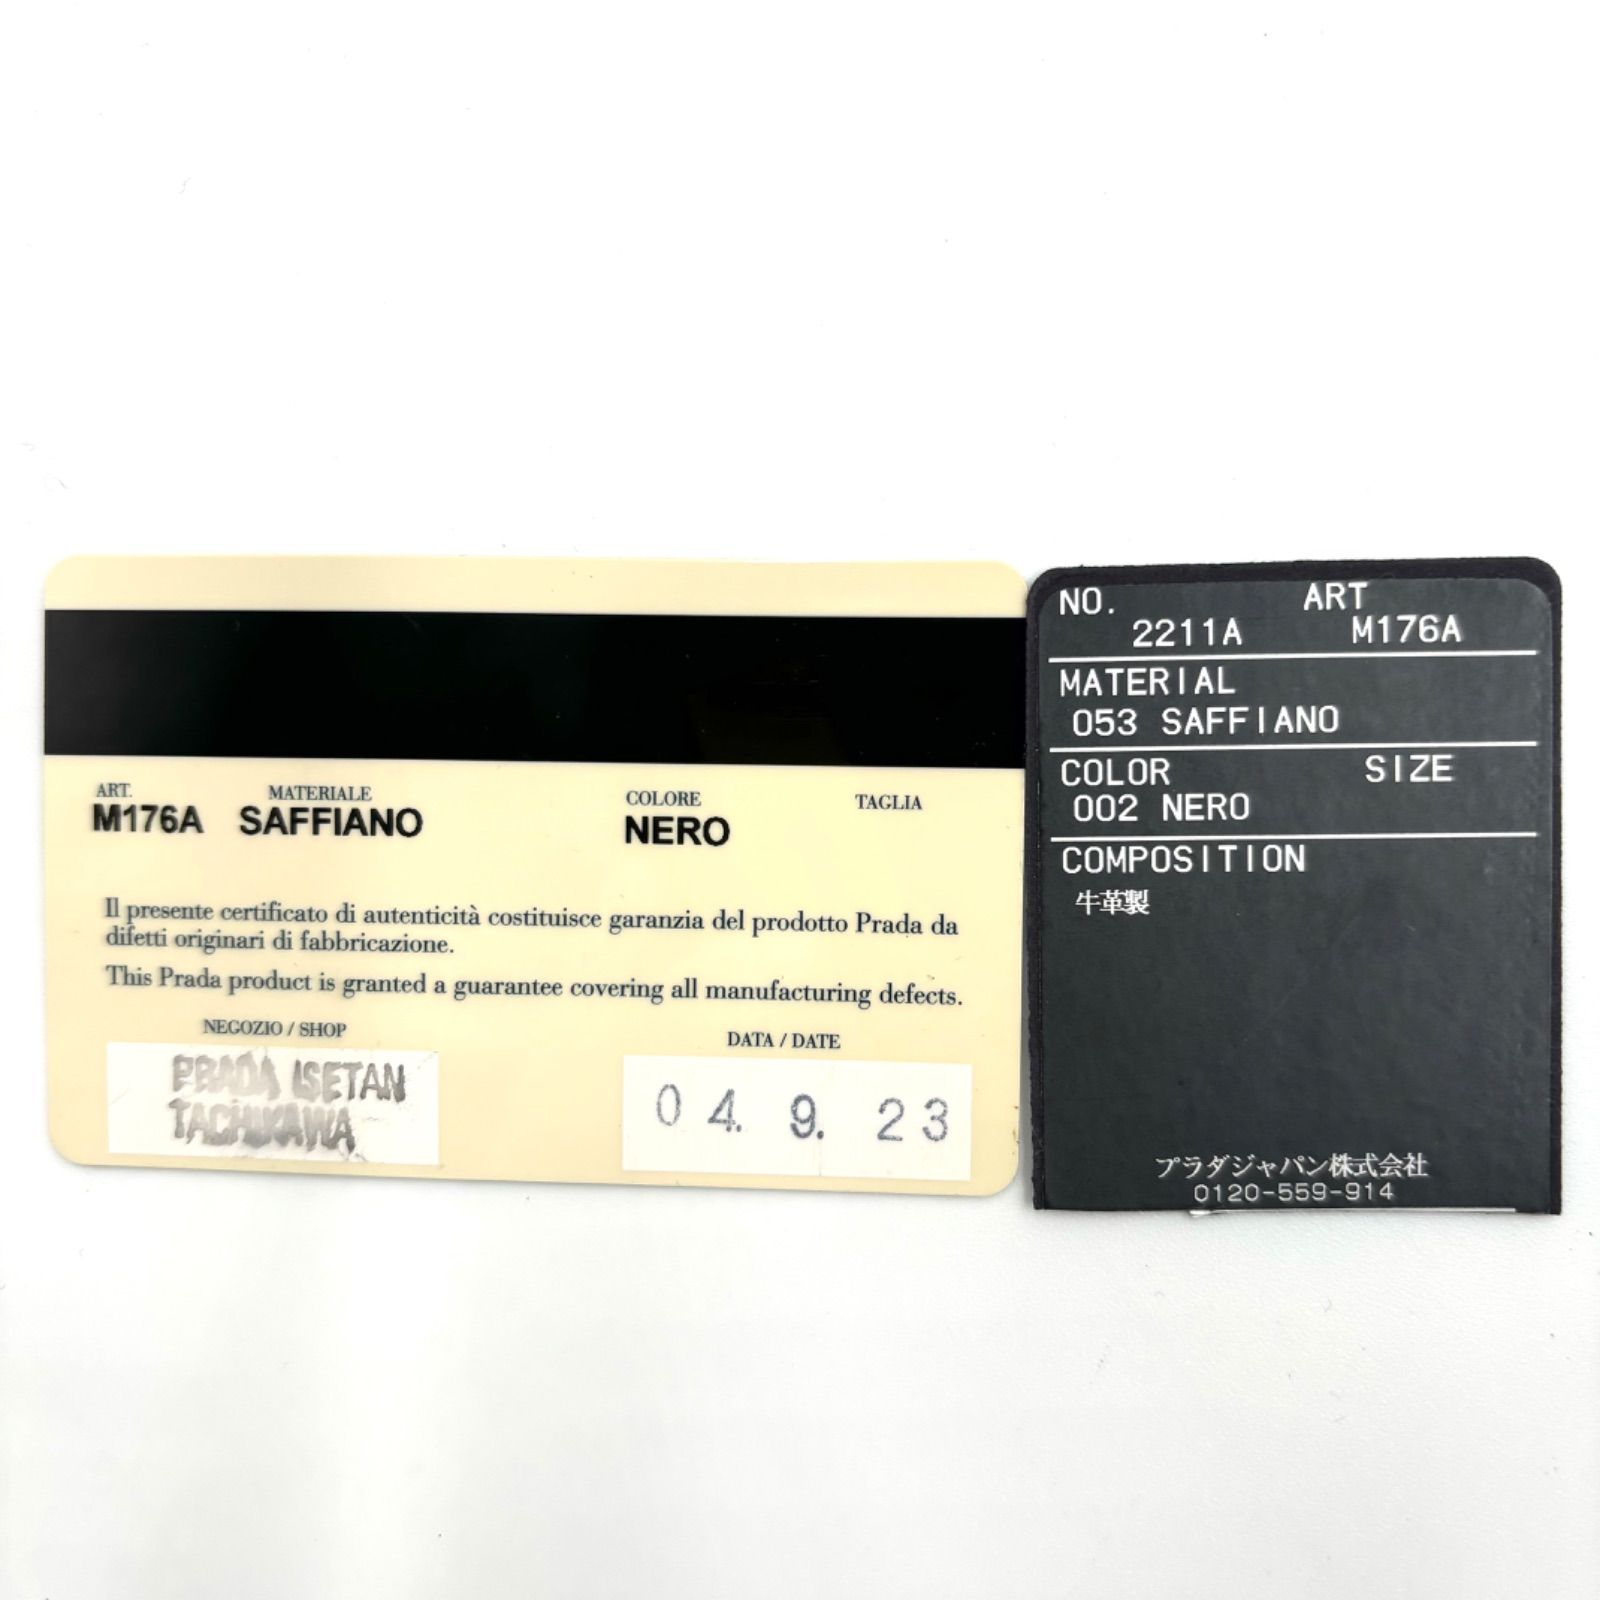 ART. MATERIALE COLORE TAGLIA
M176A SAFFIANO NERO
Il presente certificato di autenticità costituisce garanzia del prodotto Prada da
difetti originari di fabbricazione.
This Prada product is granted a guarantee covering all manufacturing defects.
NEGOZIO / SHOP DATA / DATE
PRADA ISETAN
TACHIKAWA
04. 9. 23
NO. ART
2211A M176A
MATERIAL
053 SAFFIANO
COLOR SIZE
002 NERO
COMPOSITION
牛革製
プラダジャパン株式会社
0120-559-914